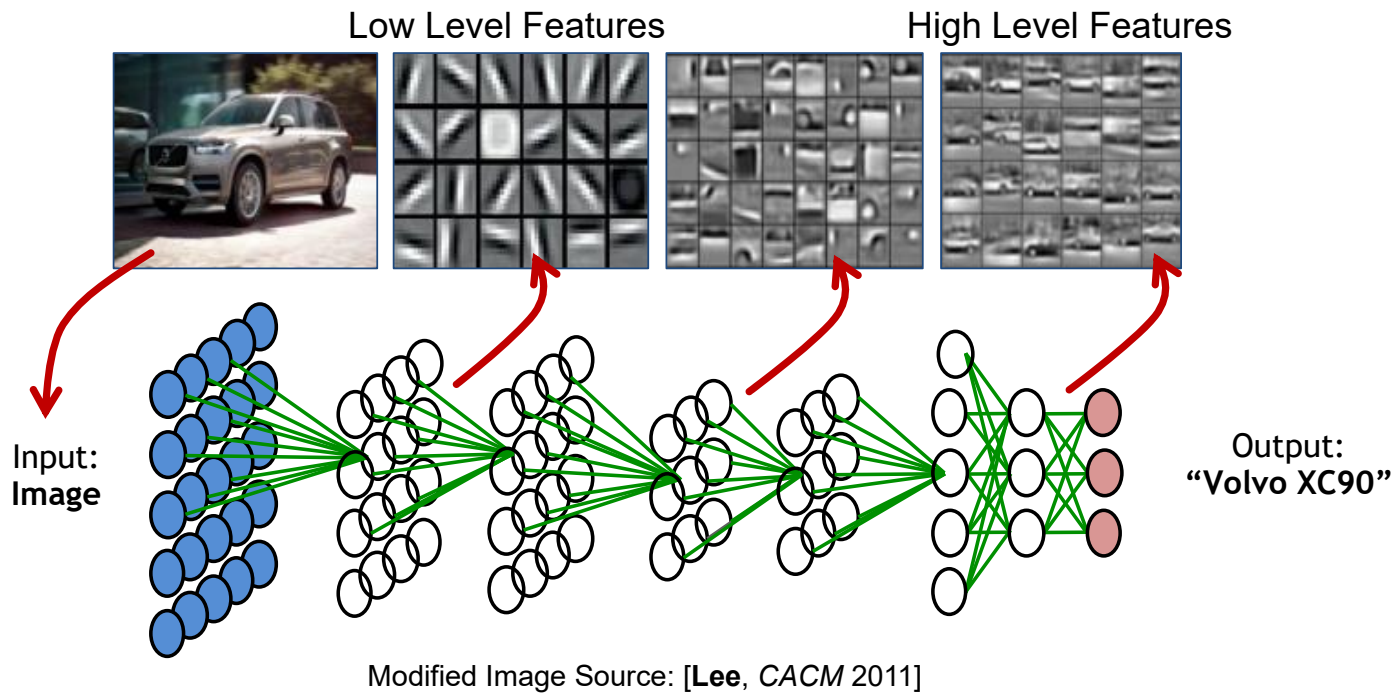 Low Level Features
High Level Features
Input:
Image
Output:
“Volvo XC90”
Modified Image Source: [Lee, CACM 2011]